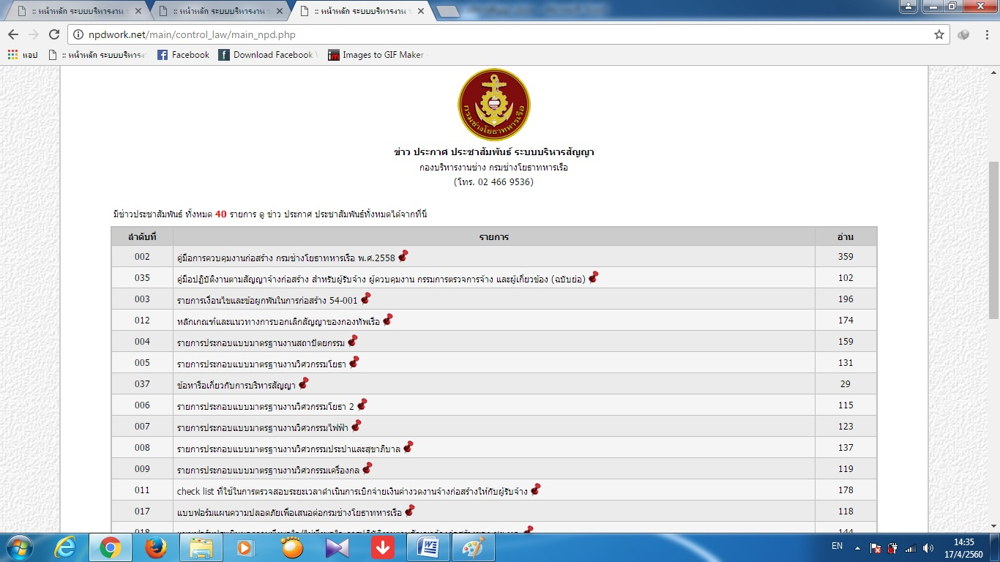 :: หน้าหลัก ระบบบริหารงาน
:: หน้าหลัก ระบบบริหารงาน
:: หน้าหลัก ระบบบริหารงาน
npdwork.net/main/control_law/main_npd.php
แอป :: หน้าหลัก ระบบบริหาร Facebook Download Facebook Images to GIF Maker
กรมช่างโยธาทหารเรือ
ข่าว ประกาศ ประชาสัมพันธ์ ระบบบริหารสัญญา
กองบริหารงานช่าง กรมช่างโยธาทหารเรือ
(โทร. 02 466 9536)
มีข่าวประชาสัมพันธ์ ทั้งหมด 40 รายการ ดู ข่าว ประกาศ ประชาสัมพันธ์ทั้งหมดได้จากที่นี่
ลำดับที่ รายการ อ่าน
002 คู่มือการควบคุมงานก่อสร้าง กรมช่างโยธาทหารเรือ พ.ศ.2558 359
035 คู่มือปฏิบัติงานตามสัญญาจ้างก่อสร้าง สำหรับผู้รับจ้าง ผู้ควบคุมงาน กรรมการตรวจการจ้าง และผู้เกี่ยวข้อง (ฉบับย่อ) 102
003 รายการเงื่อนไขและข้อผูกพันในการก่อสร้าง 54-001 196
012 หลักเกณฑ์และแนวทางการบอกเลิกสัญญาของกองทัพเรือ 174
004 รายการประกอบแบบมาตรฐานงานสถาปัตยกรรม 159
005 รายการประกอบแบบมาตรฐานงานวิศวกรรมโยธา 131
037 ข้อหารือเกี่ยวกับการบริหารสัญญา 29
006 รายการประกอบแบบมาตรฐานงานวิศวกรรมโยธา 2 115
007 รายการประกอบแบบมาตรฐานงานวิศวกรรมไฟฟ้า 123
008 รายการประกอบแบบมาตรฐานงานวิศวกรรมประปาและสุขาภิบาล 137
009 รายการประกอบแบบมาตรฐานงานวิศวกรรมเครื่องกล 119
011 check list ที่ใช้ในการตรวจสอบระยะเวลาดำเนินการเบิกจ่ายเงินค่างวดงานจ้างก่อสร้างให้กับผู้รับจ้าง 178
017 แบบฟอร์มแผนความปลอดภัยเพื่อเสนอต่อกรมช่างโยธาทหารเรือ 118
018 144
EN 14:35
17/4/2560